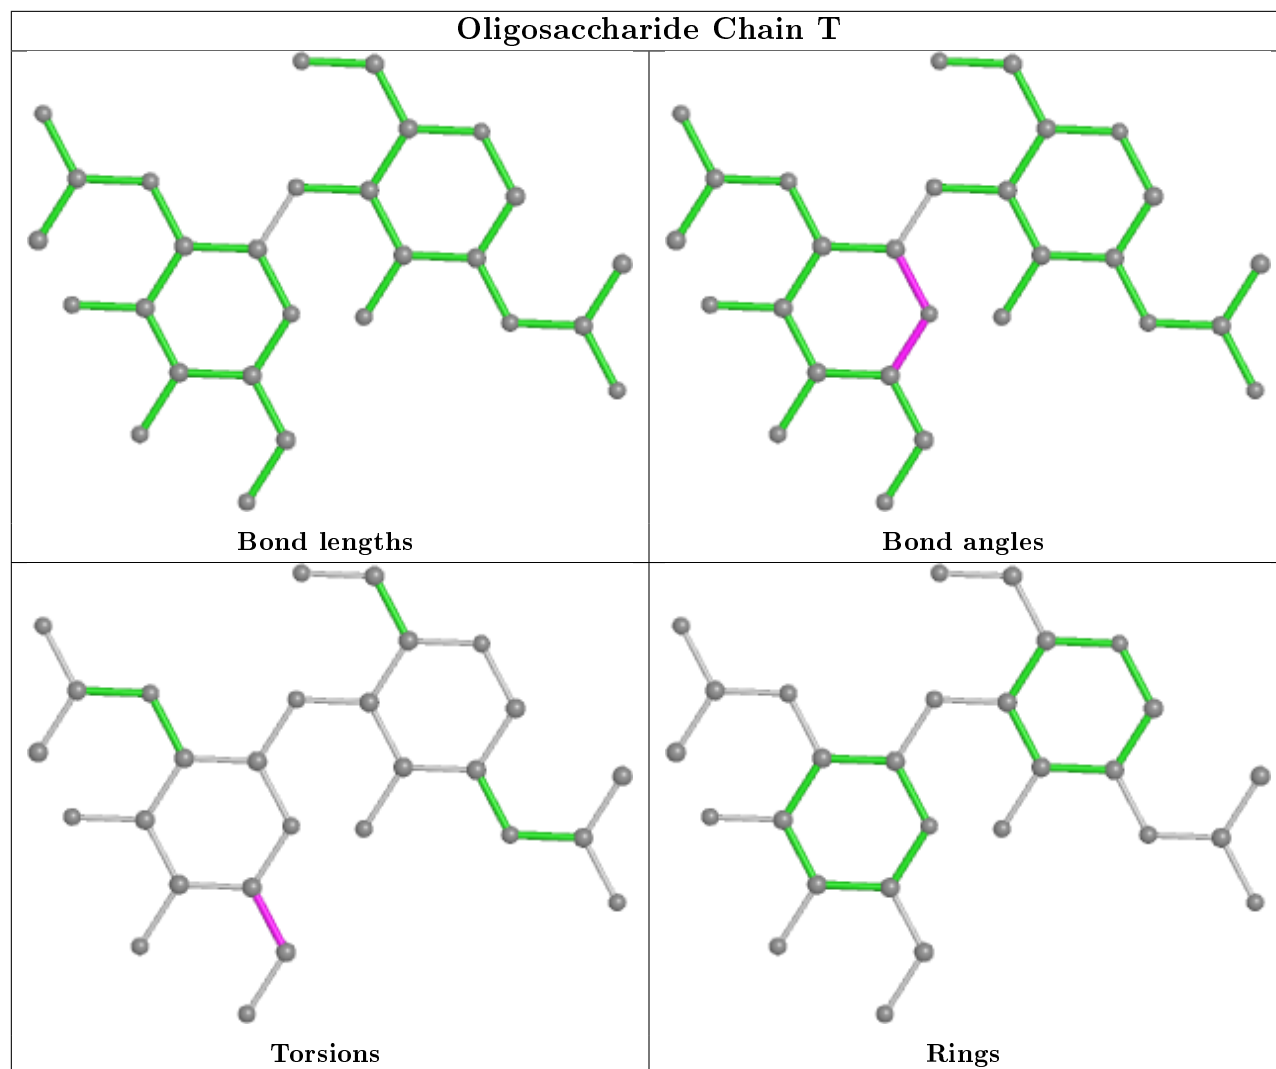 Oligosaccharide Chain T
Bond lengths
Bond angles
Torsions
Rings